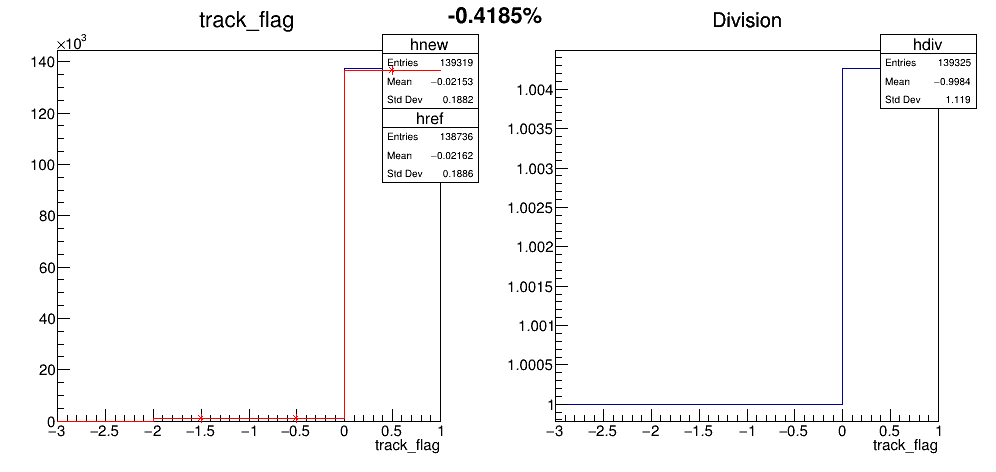 -0.4185%
track_flag
×10³
hnew
Entries 139319
Mean −0.02153
Std Dev 0.1882
href
Entries 138736
Mean −0.02162
Std Dev 0.1886
140
120
100
80
60
40
20
0
−3 −2.5 −2 −1.5 −1 −0.5 0 0.5 1
track_flag
Division
hdiv
Entries 139325
Mean −0.9984
Std Dev 1.119
1.004
1.0035
1.003
1.0025
1.002
1.0015
1.001
1.0005
1
−3 −2.5 −2 −1.5 −1 −0.5 0 0.5 1
track_flag